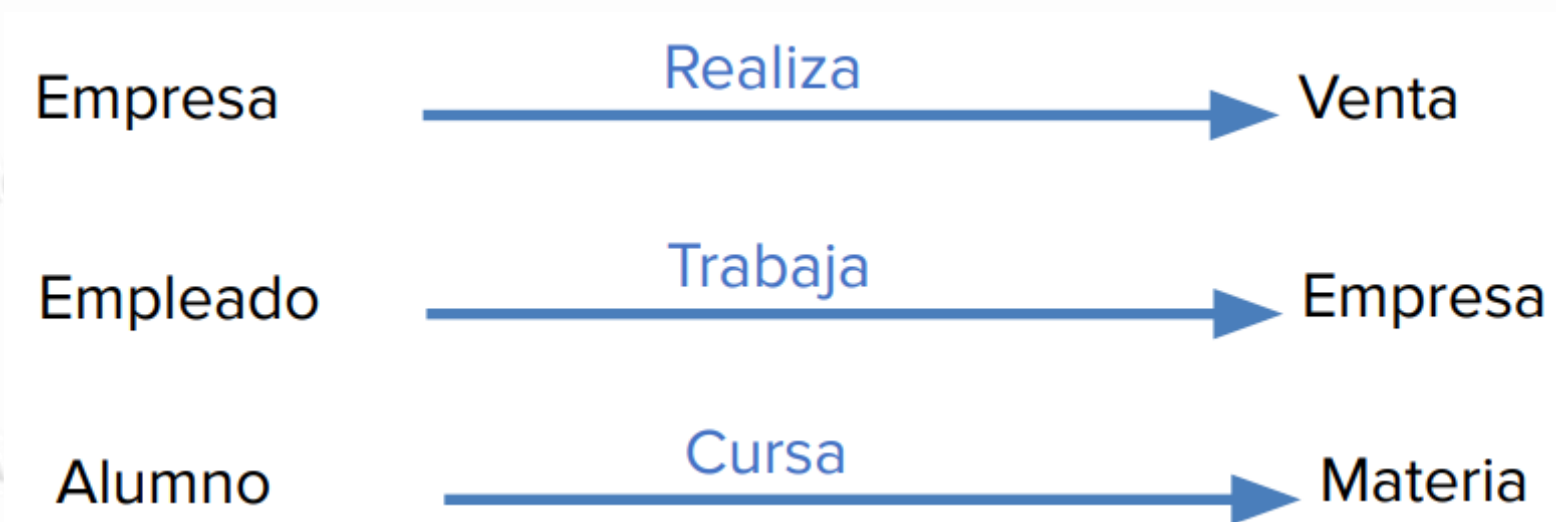 Realiza
Empresa Venta
Trabaja
Empleado Empresa
Cursa
Alumno Materia